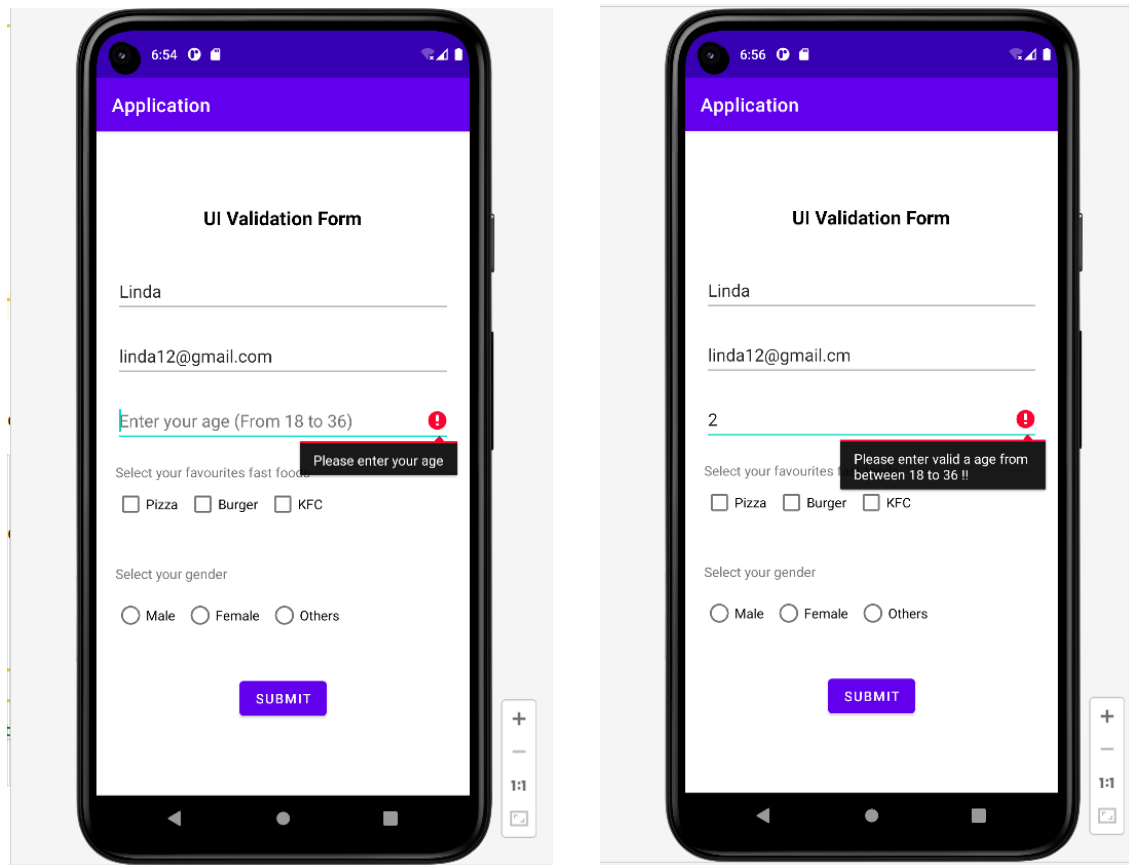 6:54
Application
UI Validation Form
Linda
linda12@gmail.com
Enter your age (From 18 to 36)
Please enter your age
Select your favourites fast foods
Pizza Burger KFC
Select your gender
Male Female Others
SUBMIT
+
−
1:1
6:56
Application
UI Validation Form
Linda
linda12@gmail.cm
2
Please enter valid a age from
between 18 to 36 !!
Select your favourites
Pizza Burger KFC
Select your gender
Male Female Others
SUBMIT
+
−
1:1